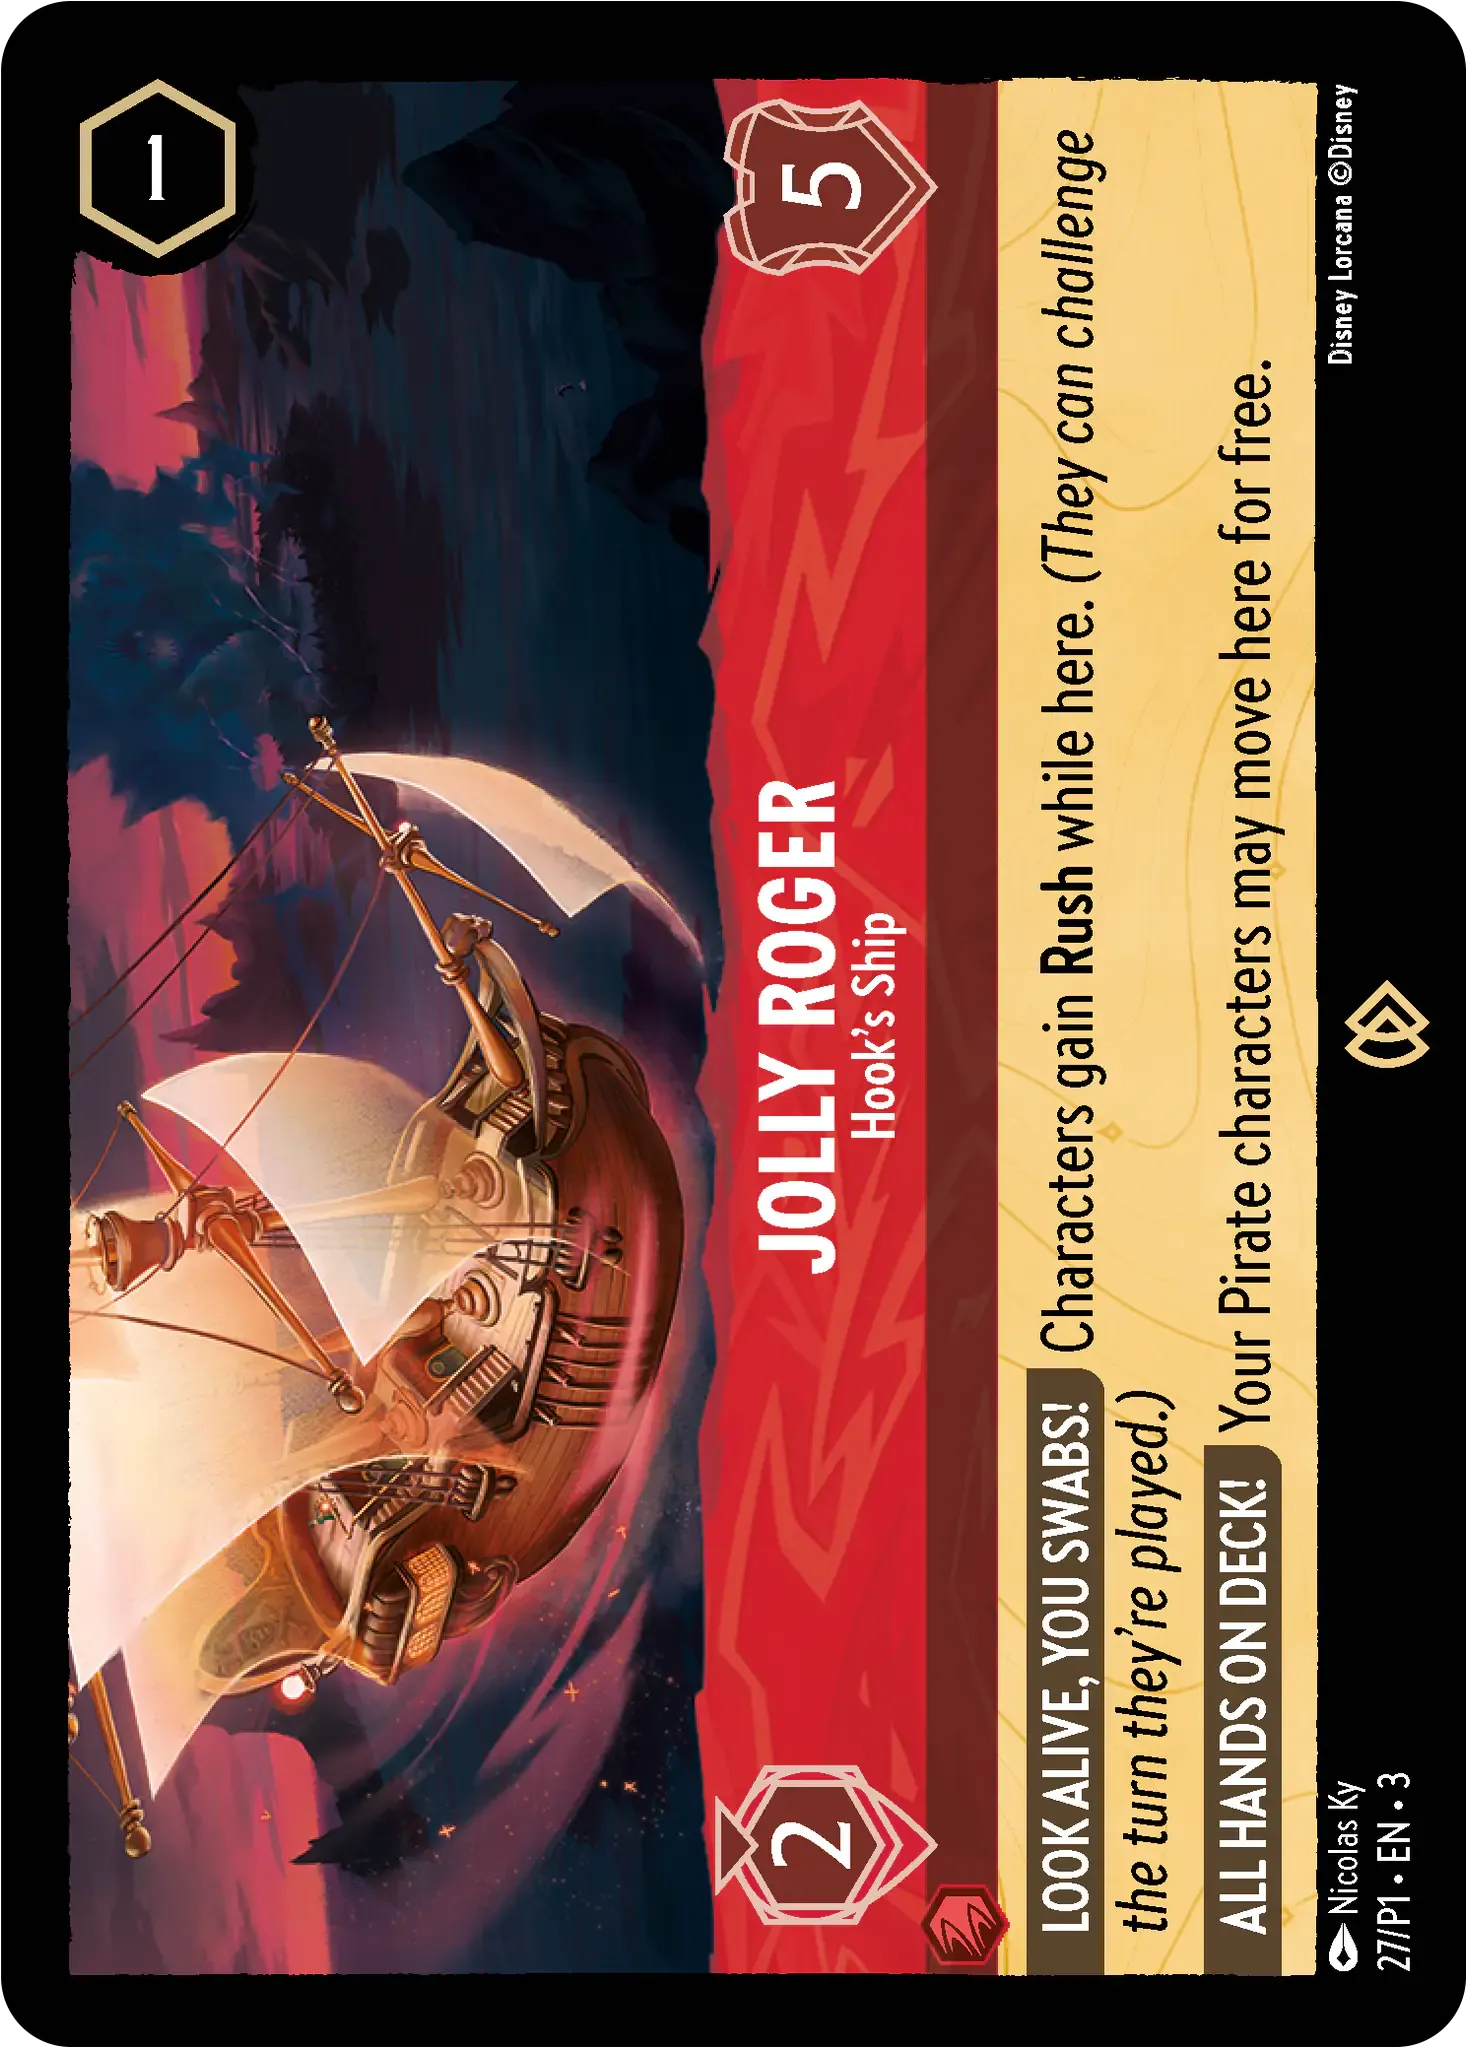 1
JOLLY ROGER
Hook's Ship
2
5
LOOK ALIVE, YOU SWABS! Characters gain Rush while here. (They can challenge
the turn they're played.)
ALL HANDS ON DECK! Your Pirate characters may move here for free.
Nicolas Ky
Disney Lorcana ©Disney
27/P1 • EN • 3